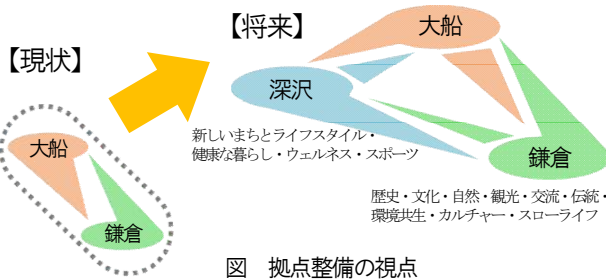 【現状】
大船
鎌倉
【将来】
大船
深沢
新しいまちとライフスタイル・
健康な暮らし・ウェルネス・スポーツ
鎌倉
歴史・文化・自然・観光・交流・伝統・
環境共生・カルチャー・スローライフ
図 拠点整備の視点